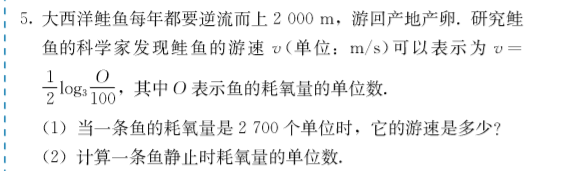 5. 大西洋鲑鱼每年都要逆流而上 2 000 m，游回产地产卵．研究鲑
鱼的科学家发现鲑鱼的游速 v（单位：m/s）可以表示为 v＝
\frac{1}{2}log₃\frac{O}{100}，其中 O 表示鱼的耗氧量的单位数．
（1）当一条鱼的耗氧量是 2 700 个单位时，它的游速是多少？
（2）计算一条鱼静止时耗氧量的单位数．